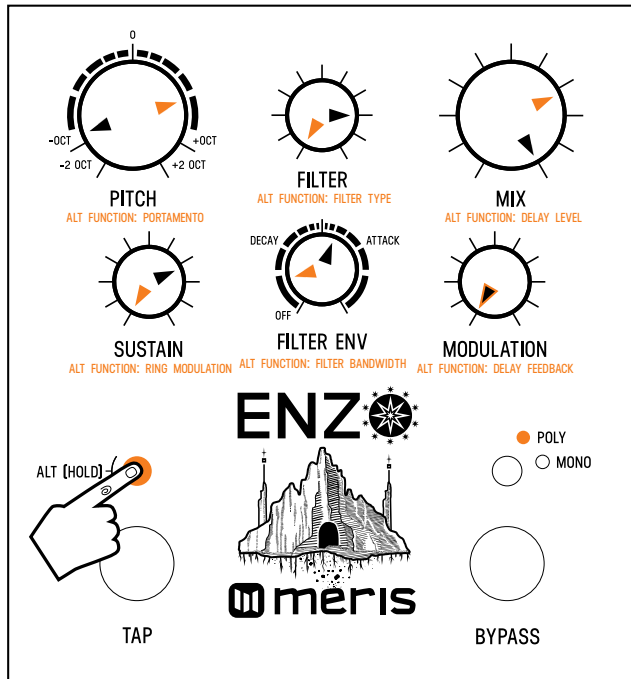 0
-OCT
+OCT
-2 OCT
+2 OCT
PITCH
FILTER
MIX
ALT FUNCTION: PORTAMENTO
ALT FUNCTION: FILTER TYPE
ALT FUNCTION: DELAY LEVEL
DECAY
ATTACK
OFF
SUSTAIN
FILTER ENV
MODULATION
ALT FUNCTION: RING MODULATION
ALT FUNCTION: FILTER BANDWIDTH
ALT FUNCTION: DELAY FEEDBACK
ENZO
POLY
MONO
ALT (HOLD)
meris
TAP
BYPASS